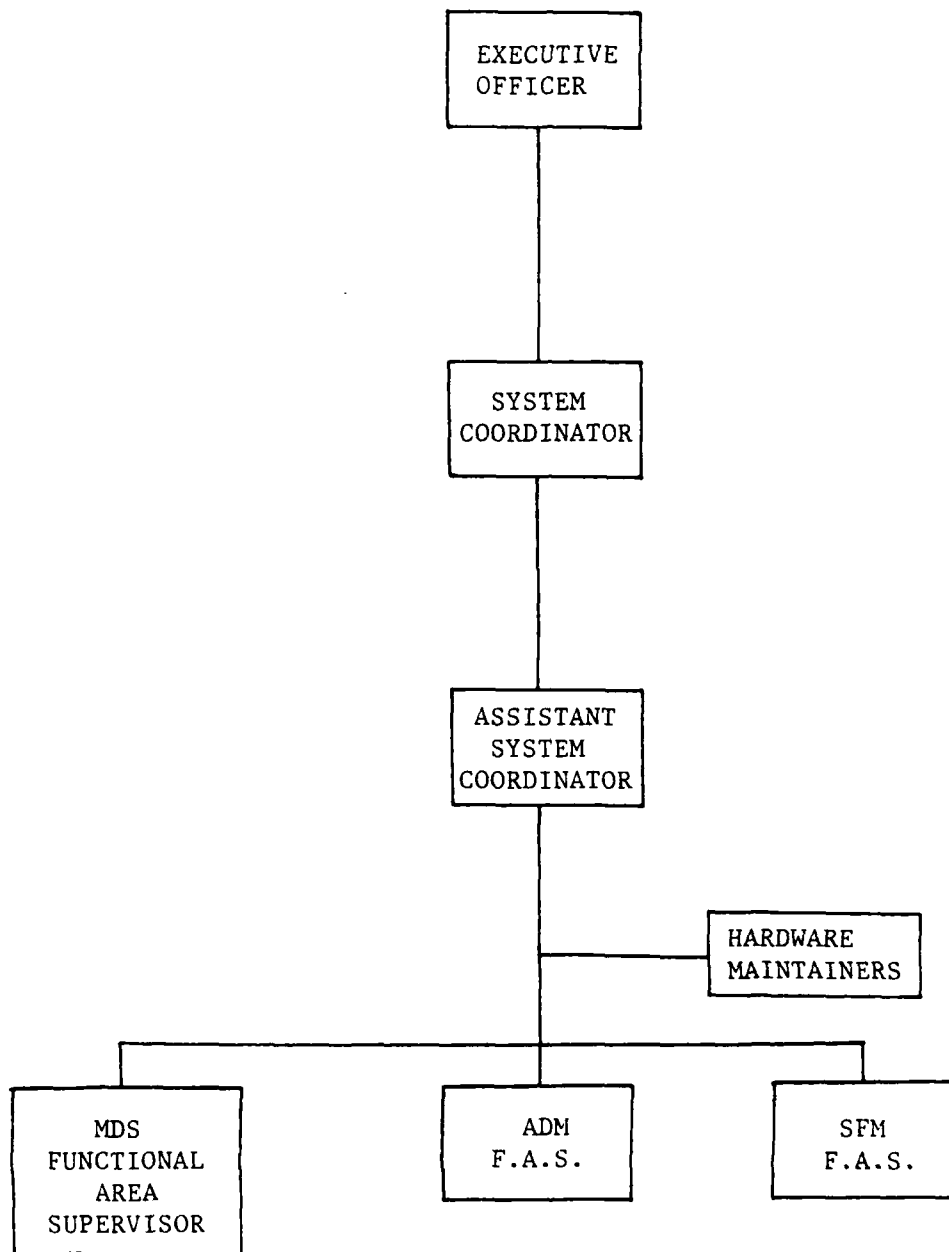 EXECUTIVE
OFFICER
SYSTEM
COORDINATOR
ASSISTANT
SYSTEM
COORDINATOR
HARDWARE
MAINTAINERS
MDS
FUNCTIONAL
AREA
SUPERVISOR
ADM
F.A.S.
SFM
F.A.S.